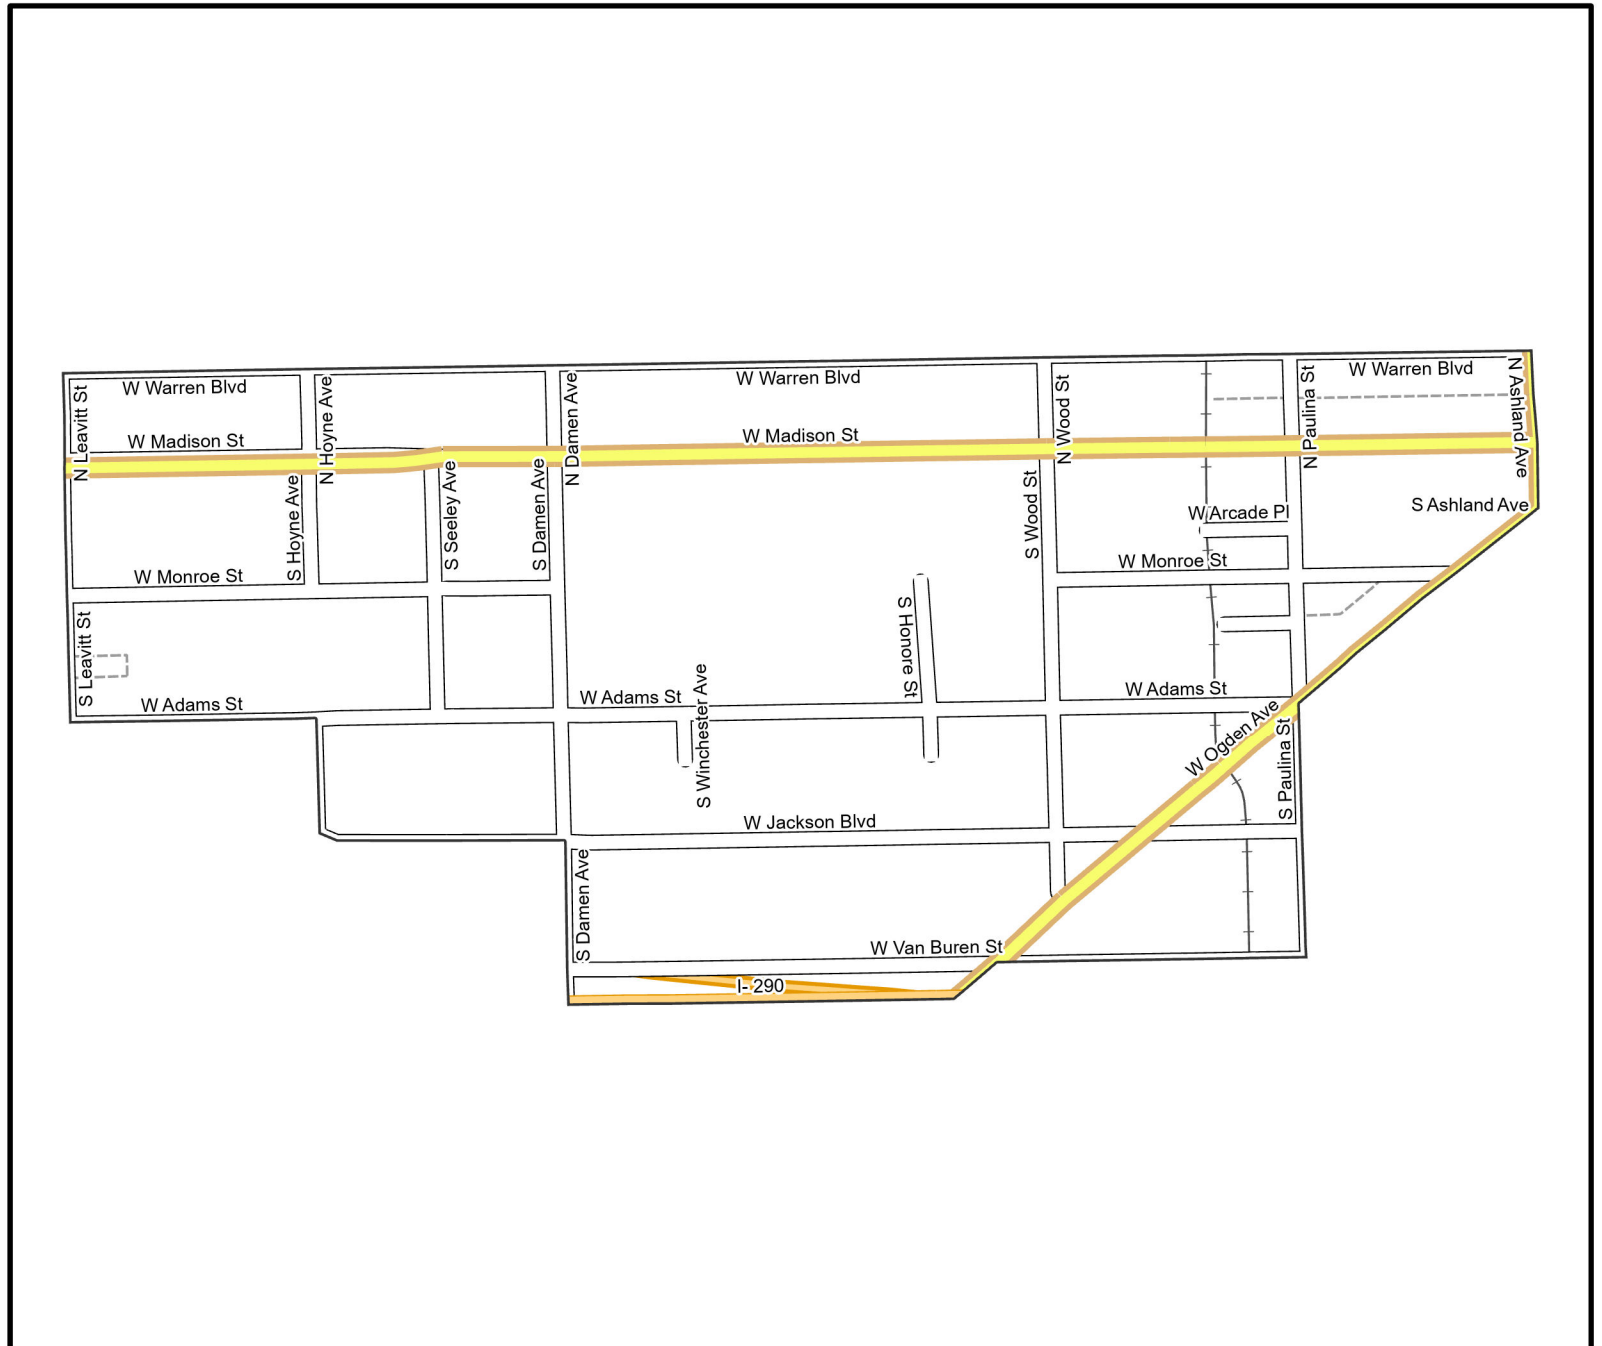 W Warren Blvd
W Warren Blvd
W Warren Blvd
N Leavitt St
N Hoyne Ave
N Damen Ave
N Wood St
N Paulina St
N Ashland Ave
W Madison St
W Madison St
S Hoyne Ave
S Seeley Ave
S Damen Ave
S Wood St
W Arcade Pl
S Ashland Ave
W Monroe St
W Monroe St
S Leavitt St
S Honore St
W Adams St
W Adams St
W Adams St
S Winchester Ave
W Ogden Ave
S Paulina St
W Jackson Blvd
S Damen Ave
W Van Buren St
I- 290